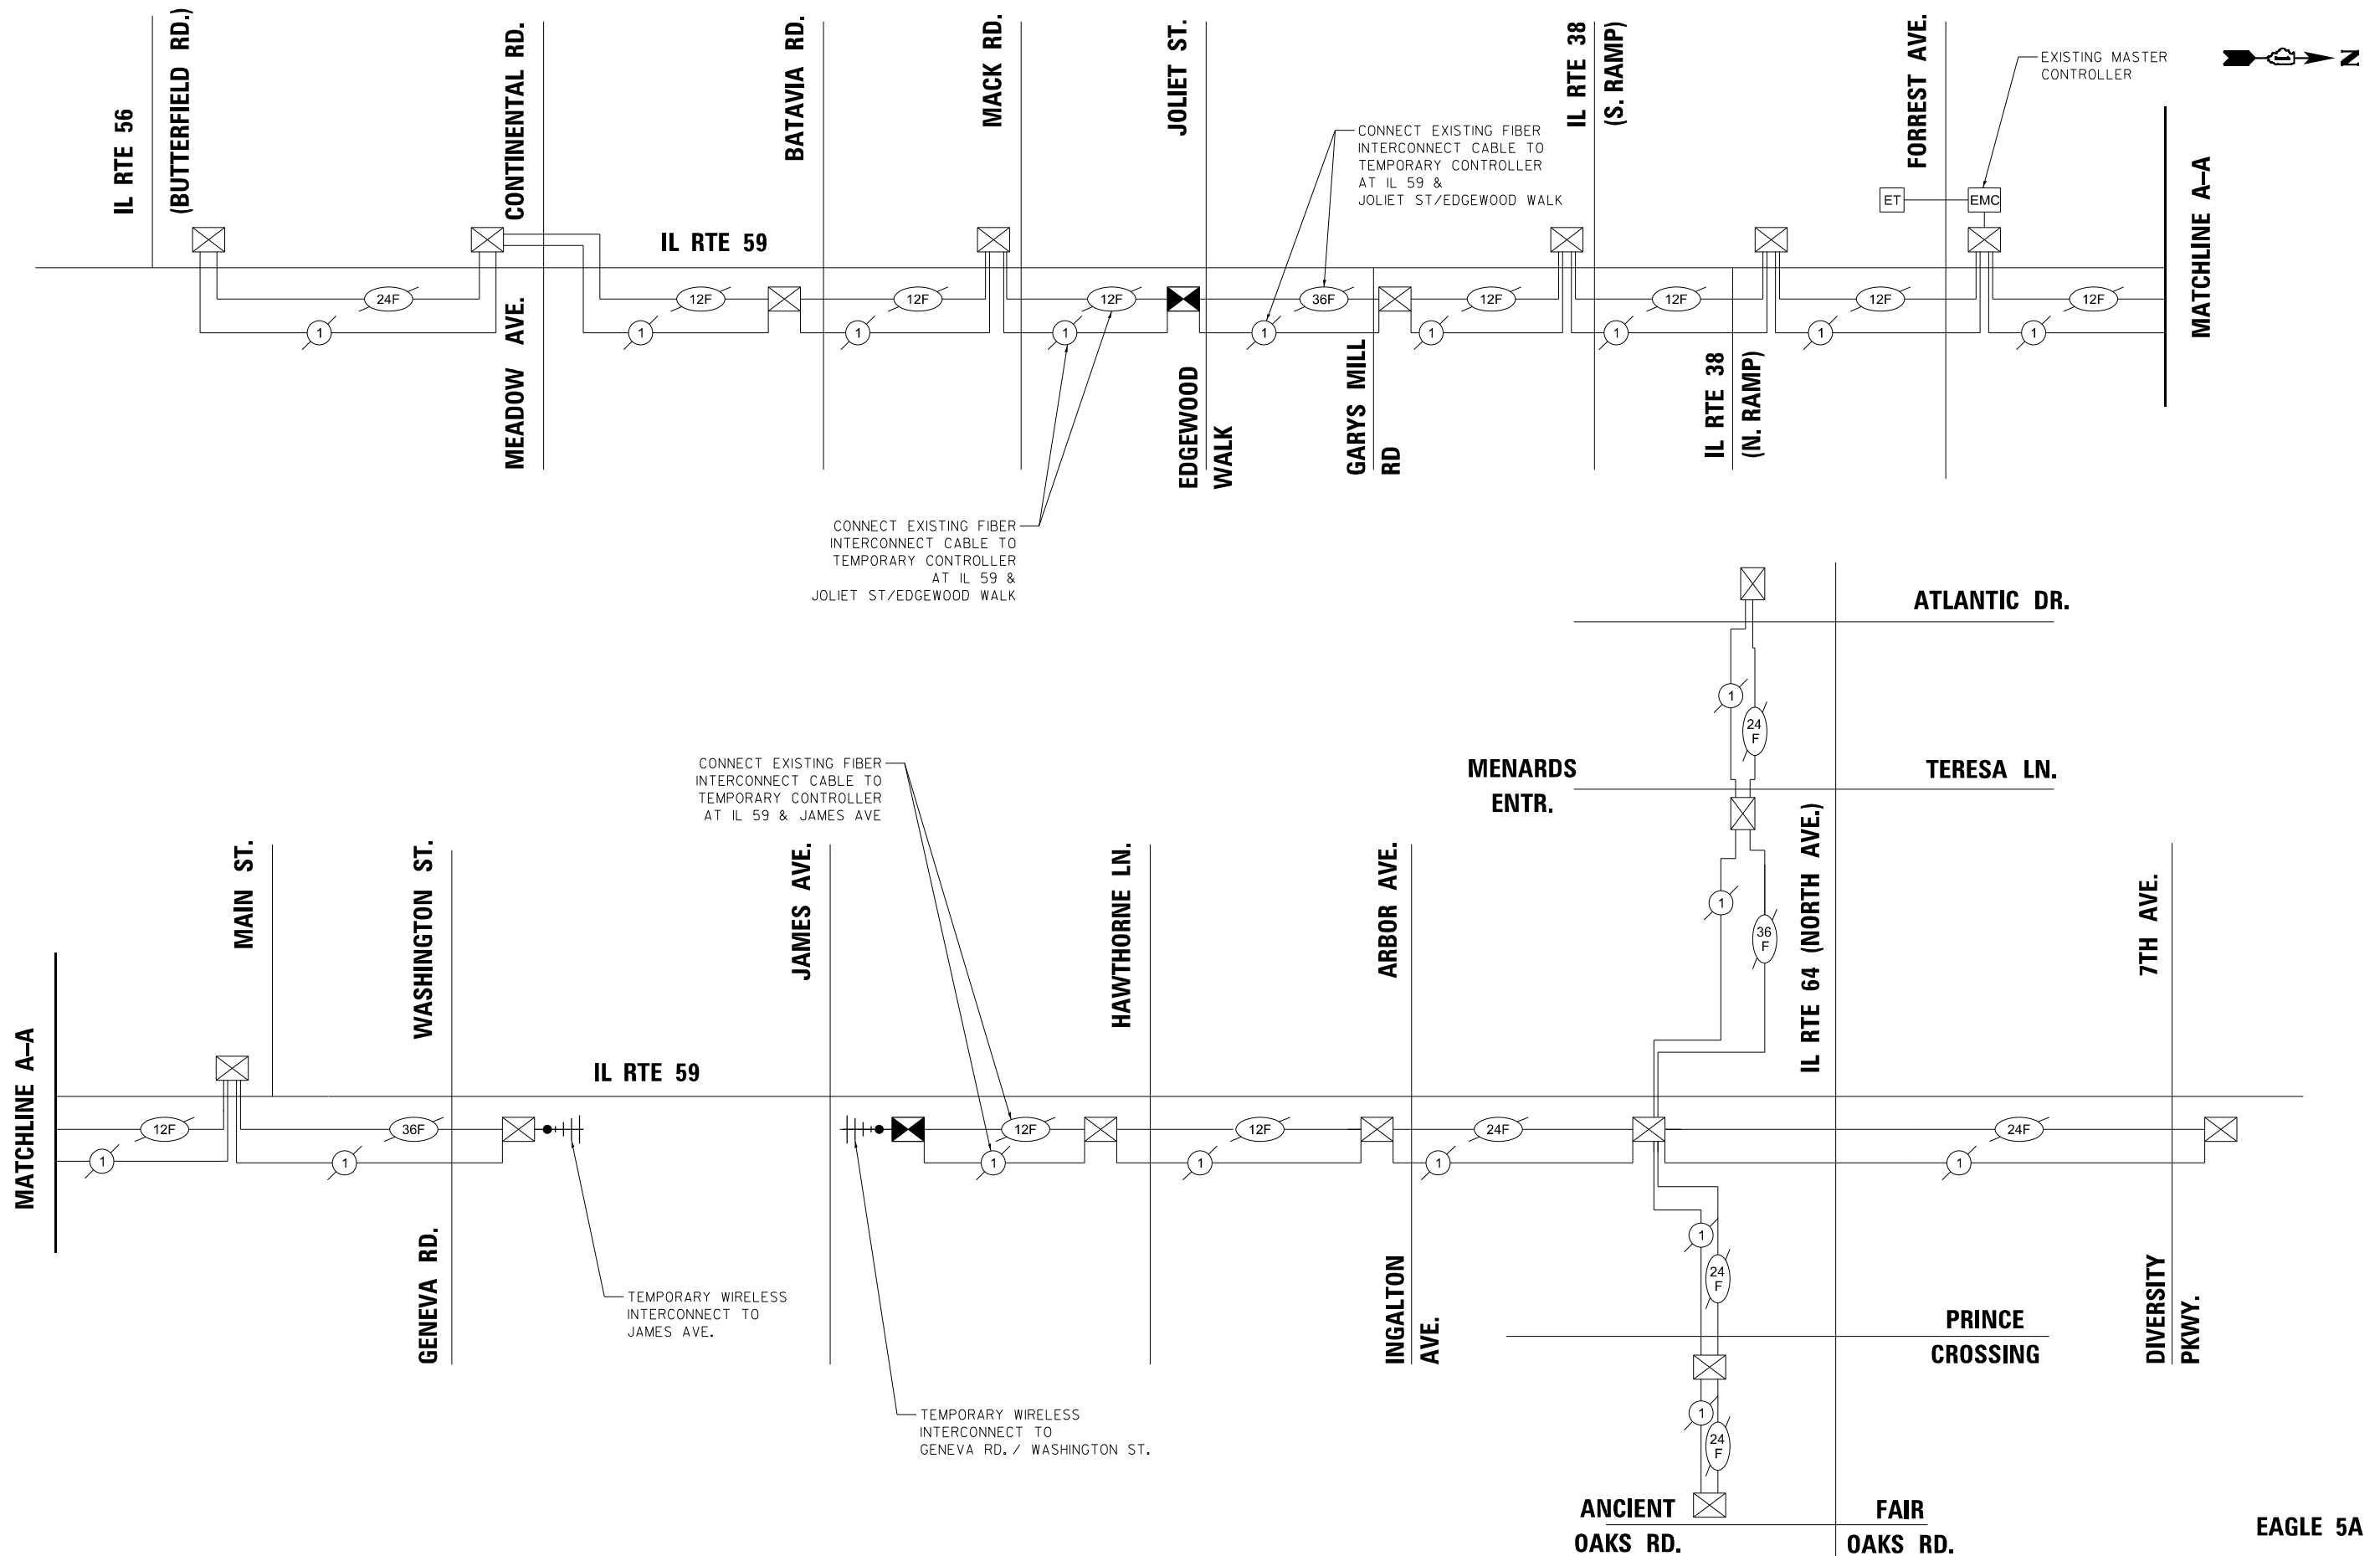 IL RTE 56
(BUTTERFIELD RD.)
CONTINENTAL RD.
MEADOW AVE.
IL RTE 59
BATAVIA RD.
MACK RD.
JOLIET ST.
EDGEWOOD
WALK
GARYS MILL
RD
IL RTE 38
(S. RAMP)
IL RTE 38
(N. RAMP)
FORREST AVE.
EXISTING MASTER
CONTROLLER
N
ET
EMC
MATCHLINE A-A
CONNECT EXISTING FIBER
INTERCONNECT CABLE TO
TEMPORARY CONTROLLER
AT IL 59 &
JOLIET ST/EDGEWOOD WALK
24F
12F
12F
12F
36F
12F
12F
12F
12F
1
1
1
1
1
1
1
1
1
CONNECT EXISTING FIBER
INTERCONNECT CABLE TO
TEMPORARY CONTROLLER
AT IL 59 &
JOLIET ST/EDGEWOOD WALK
ATLANTIC DR.
1
24
F
MENARDS
ENTR.
TERESA LN.
1
36
F
IL RTE 64 (NORTH AVE.)
CONNECT EXISTING FIBER
INTERCONNECT CABLE TO
TEMPORARY CONTROLLER
AT IL 59 & JAMES AVE
MATCHLINE A-A
MAIN ST.
WASHINGTON ST.
GENEVA RD.
IL RTE 59
JAMES AVE.
HAWTHORNE LN.
ARBOR AVE.
INGALTON
AVE.
7TH AVE.
DIVERSITY
PKWY.
12F
36F
12F
12F
24F
24F
1
1
1
1
1
1
TEMPORARY WIRELESS
INTERCONNECT TO
JAMES AVE.
TEMPORARY WIRELESS
INTERCONNECT TO
GENEVA RD. / WASHINGTON ST.
1
24
F
PRINCE
CROSSING
1
24
F
ANCIENT
OAKS RD.
FAIR
OAKS RD.
EAGLE 5A